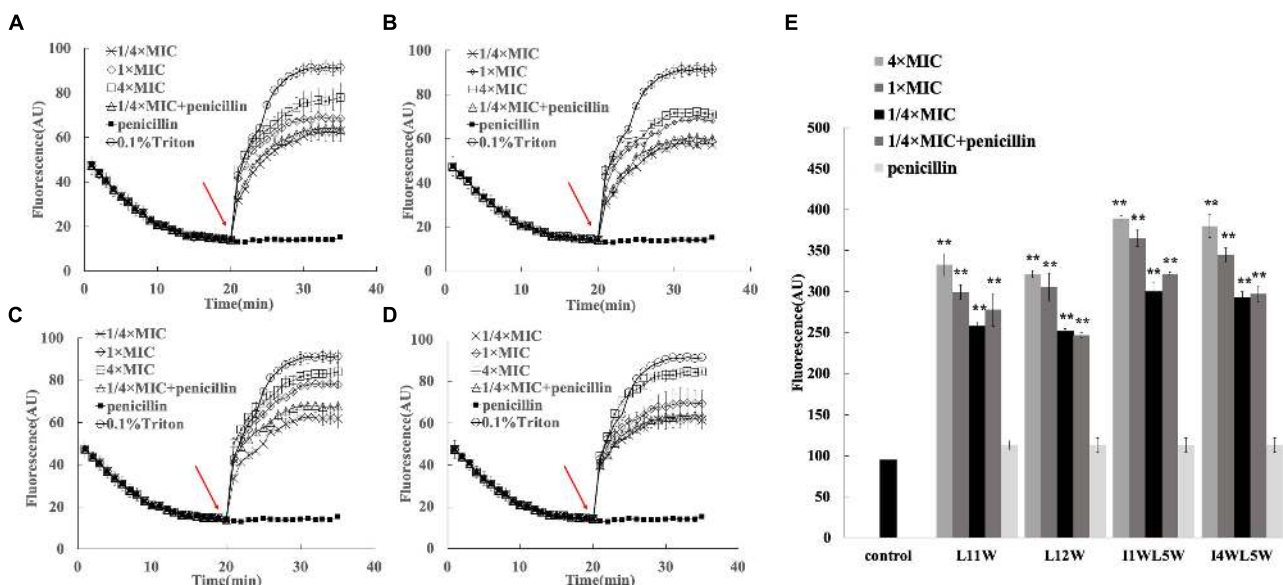 A
Fluorescence(AU)
100
80
60
40
20
0
1/4×MIC
1×MIC
4×MIC
1/4×MIC+penicillin
penicillin
0.1%Triton
0
10
20
30
40
Time(min)
B
Fluorescence(AU)
100
80
60
40
20
0
1/4×MIC
1×MIC
4×MIC
1/4×MIC+penicillin
penicillin
0.1%Triton
0
10
20
30
40
Time(min)
C
Fluorescence(AU)
100
80
60
40
20
0
1/4×MIC
1×MIC
4×MIC
1/4×MIC+penicillin
penicillin
0.1%Triton
0
10
20
30
40
Time(min)
D
Fluorescence(AU)
100
80
60
40
20
0
1/4×MIC
1×MIC
4×MIC
1/4×MIC+penicillin
penicillin
0.1%Triton
0
10
20
30
40
Time(min)
E
4×MIC
1×MIC
1/4×MIC
1/4×MIC+penicillin
penicillin
Fluorescence(AU)
500
450
400
350
300
250
200
150
100
50
0
** ** ** **
** ** ** **
** ** ** **
** ** ** **
control
L11W
L12W
I1WL5W
I4WL5W